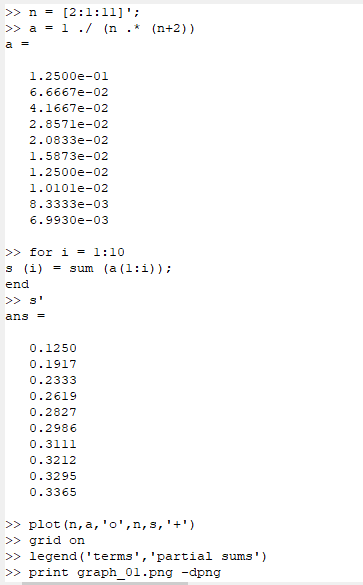 >> n = [2:1:11]';
>> a = 1 ./ (n .* (n+2))
a =
1.2500e-01
6.6667e-02
4.1667e-02
2.8571e-02
2.0833e-02
1.5873e-02
1.2500e-02
1.0101e-02
8.3333e-03
6.9930e-03
>> for i = 1:10
s (i) = sum (a(1:i));
end
>> s'
ans =
0.1250
0.1917
0.2333
0.2619
0.2827
0.2986
0.3111
0.3212
0.3295
0.3365
>> plot(n,a,'o',n,s,'+')
>> grid on
>> legend('terms','partial sums')
>> print graph_01.png -dpng